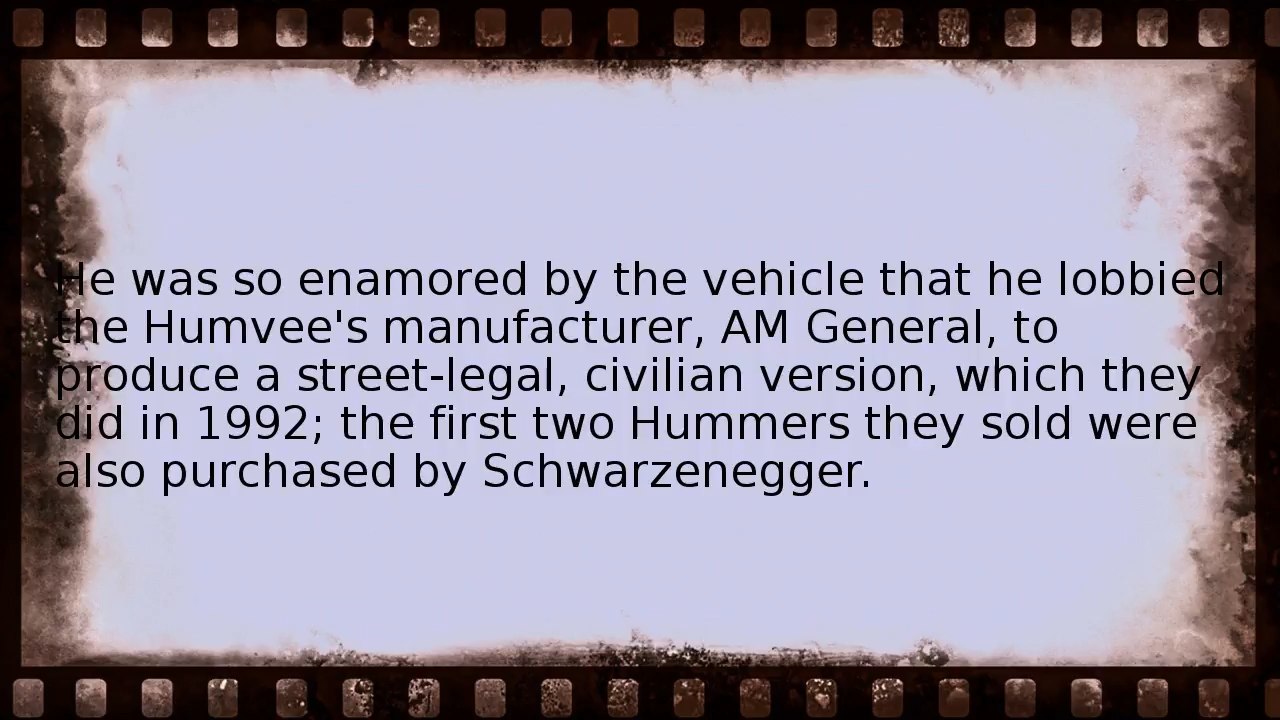 He was so enamored by the vehicle that he lobbied
the Humvee's manufacturer, AM General, to
produce a street-legal, civilian version, which they
did in 1992; the first two Hummers they sold were
also purchased by Schwarzenegger.